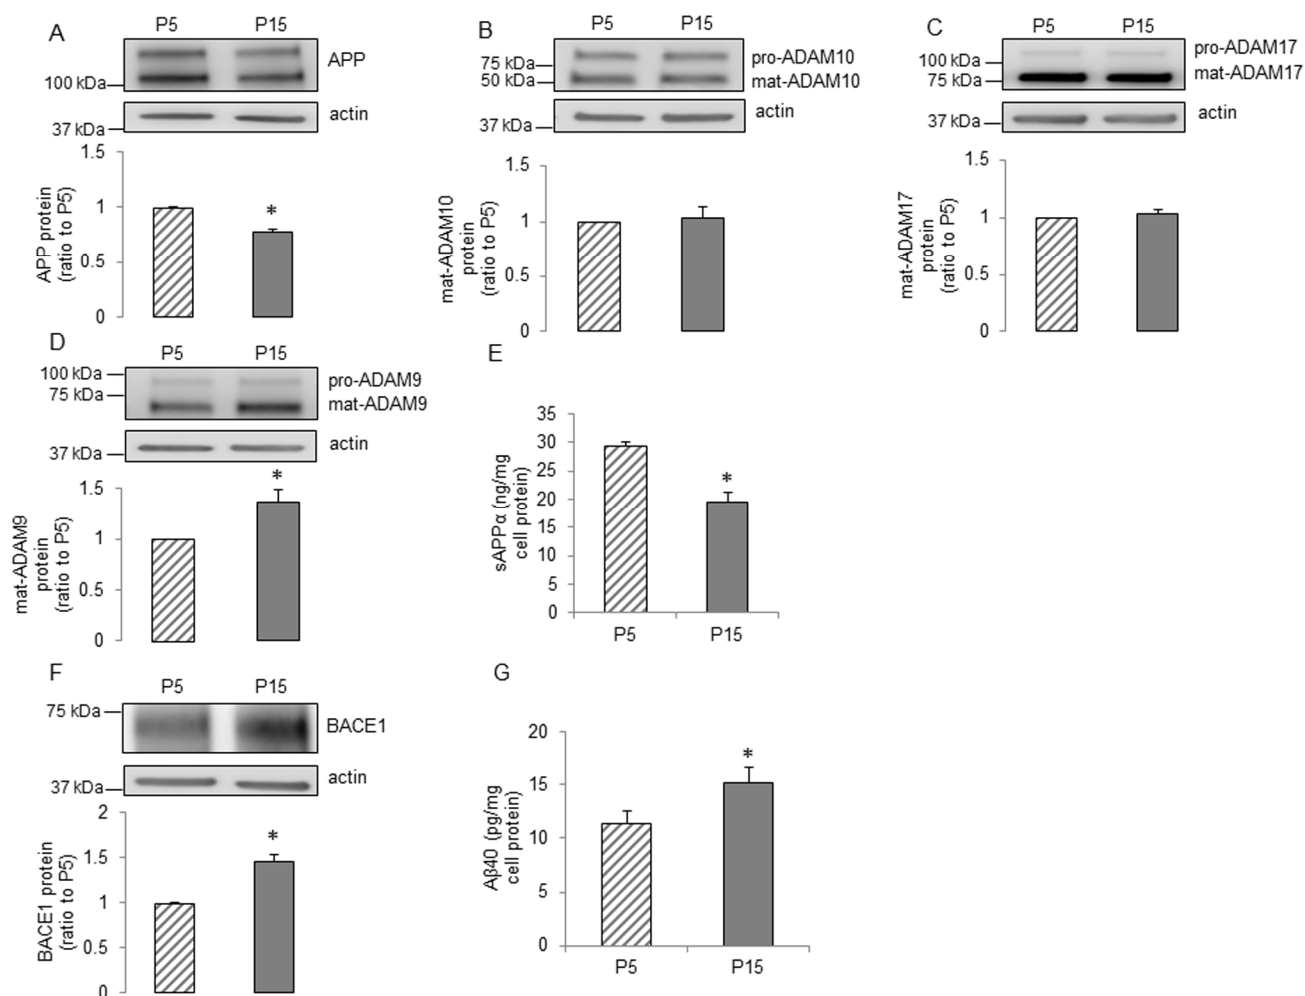 A
P5 P15
APP
100 kDa
actin
37 kDa
1.5
1
*
0.5
0
APP protein
(ratio to P5)
B
P5 P15
75 kDa
pro-ADAM10
50 kDa
mat-ADAM10
actin
37 kDa
1.5
1
0.5
0
mat-ADAM10
protein
(ratio to P5)
C
P5 P15
pro-ADAM17
100 kDa
mat-ADAM17
75 kDa
actin
37 kDa
1.5
1
0.5
0
mat-ADAM17
protein
(ratio to P5)
D
P5 P15
100 kDa
pro-ADAM9
75 kDa
mat-ADAM9
actin
37 kDa
*
1.5
1
0.5
0
mat-ADAM9
protein
(ratio to P5)
E
35
30
25
20
15
10
5
0
*
sAPPα (ng/mg
cell protein)
P5 P15
F
P5 P15
75 kDa
BACE1
actin
37 kDa
2
1.5
1
0.5
0
*
BACE1 protein
(ratio to P5)
G
20
15
10
5
0
*
Aβ40 (pg/mg
cell protein)
P5 P15